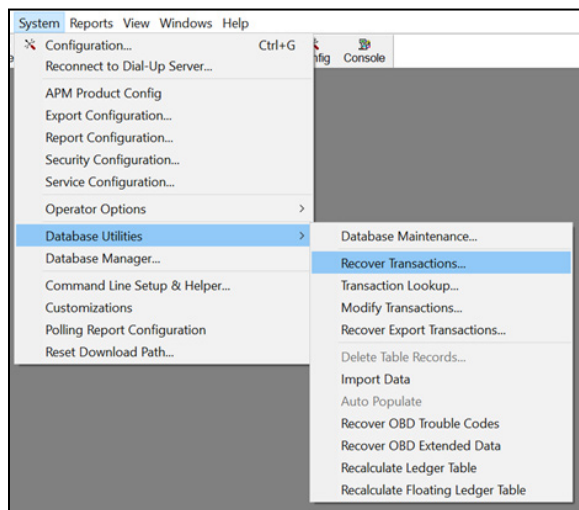 System Reports View Windows Help
Configuration... Ctrl+G
Console
Reconnect to Dial-Up Server...
APM Product Config
Export Configuration...
Report Configuration...
Security Configuration...
Service Configuration...
Operator Options >
Database Utilities >
Database Manager...
Command Line Setup & Helper...
Customizations
Polling Report Configuration
Reset Download Path...
Database Maintenance...
Recover Transactions...
Transaction Lookup...
Modify Transactions...
Recover Export Transactions...
Delete Table Records...
Import Data
Auto Populate
Recover OBD Trouble Codes
Recover OBD Extended Data
Recalculate Ledger Table
Recalculate Floating Ledger Table